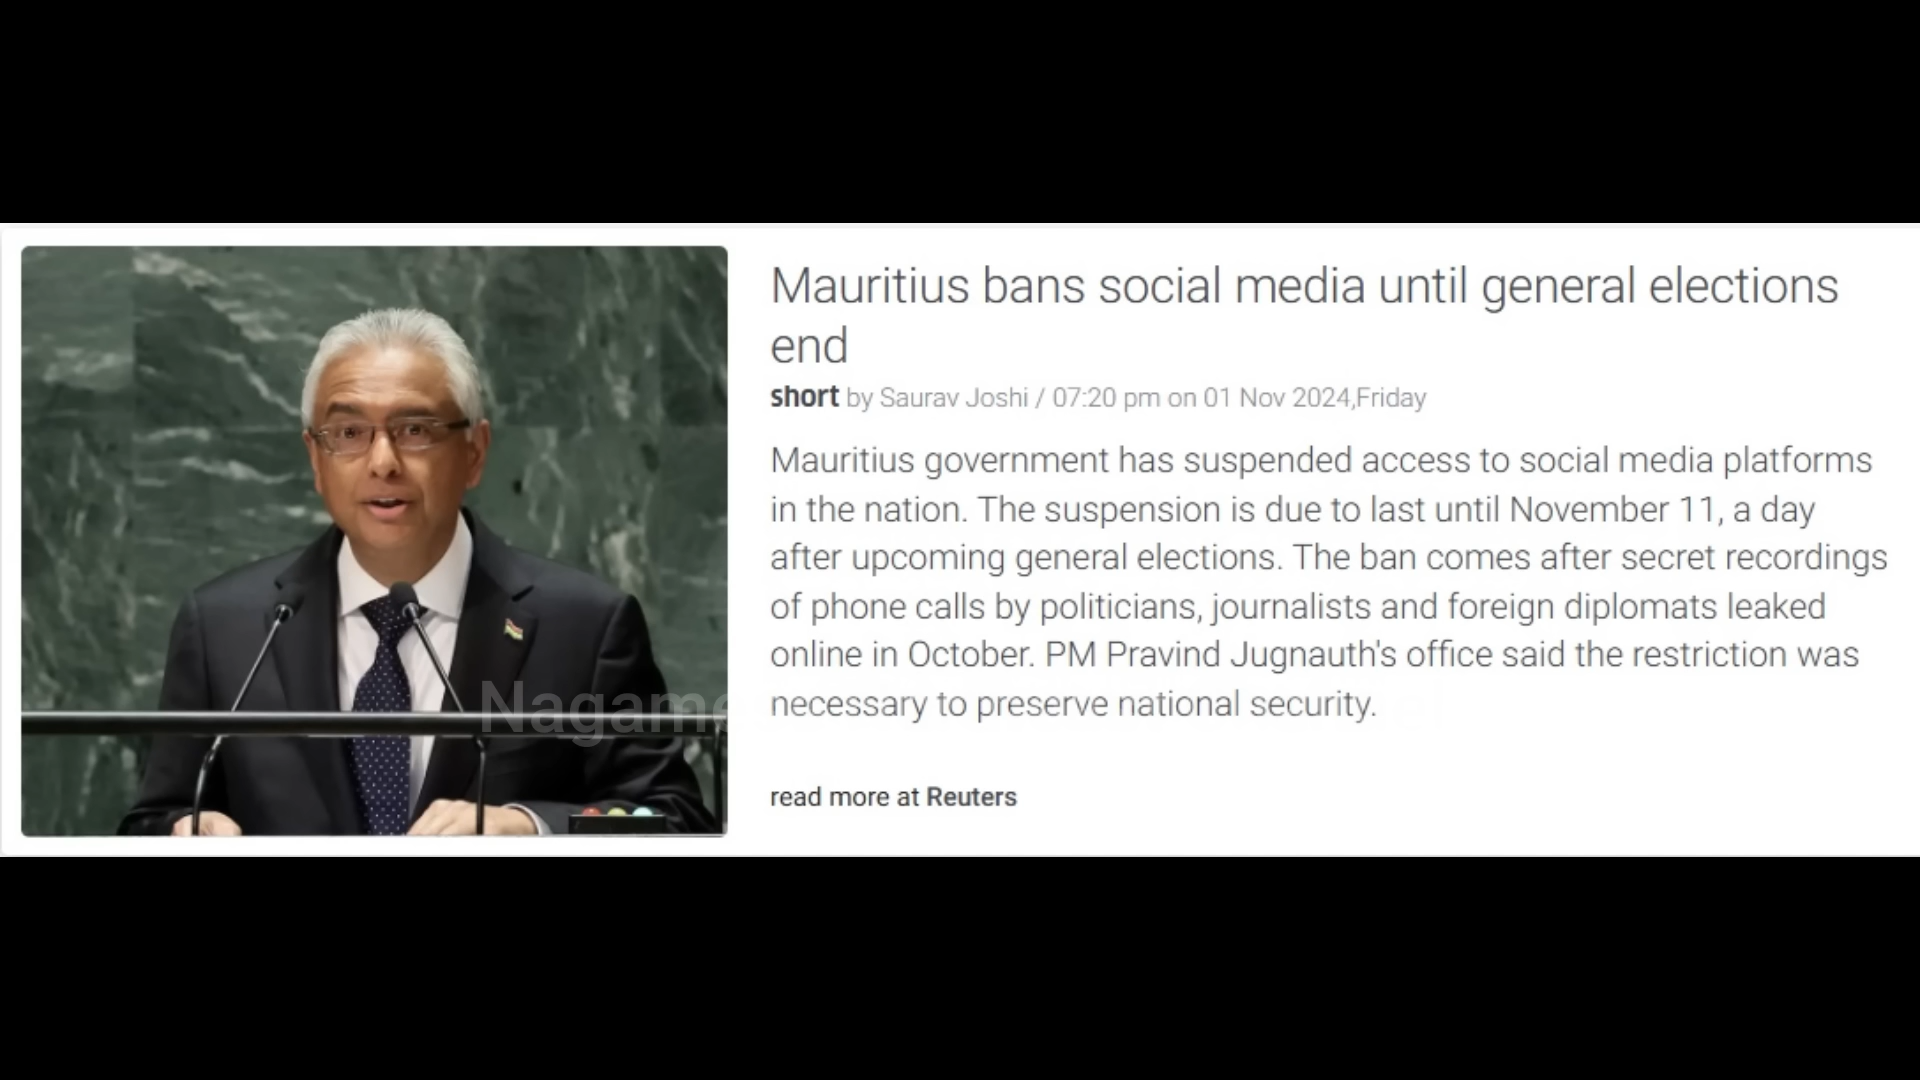 Mauritius bans social media until general elections
end
short by Saurav Joshi / 07:20 pm on 01 Nov 2024,Friday
Mauritius government has suspended access to social media platforms
in the nation. The suspension is due to last until November 11, a day
after upcoming general elections. The ban comes after secret recordings
of phone calls by politicians, journalists and foreign diplomats leaked
online in October. PM Pravind Jugnauth's office said the restriction was
necessary to preserve national security.
read more at Reuters